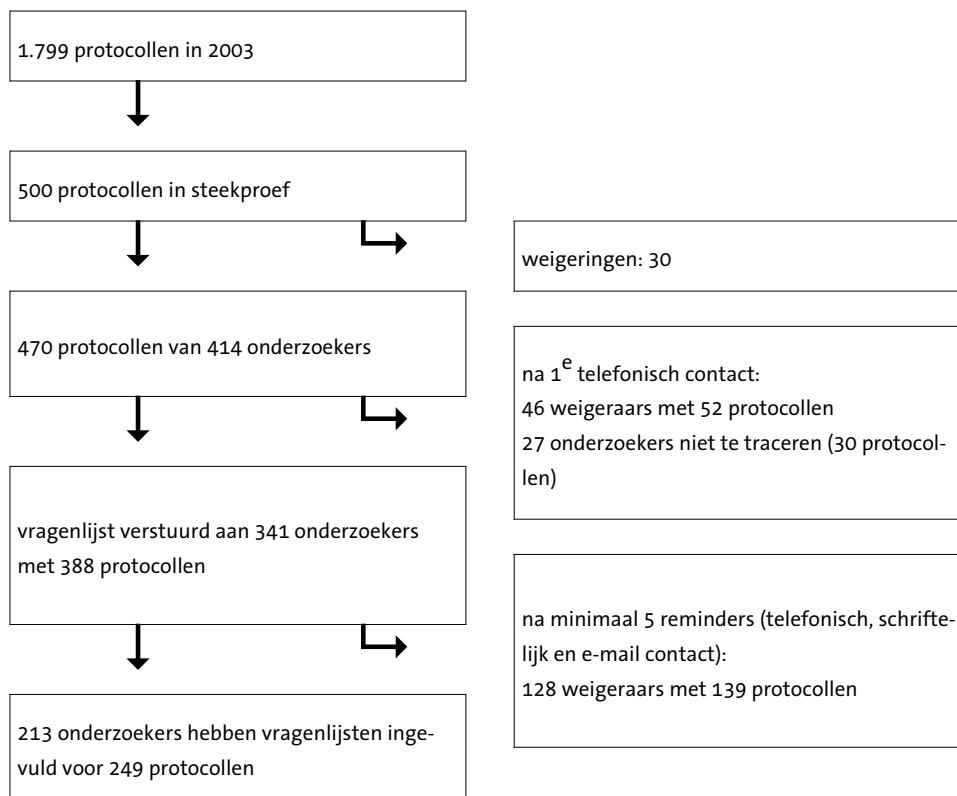 1.799 protocollen in 2003
500 protocollen in steekproef
weigeringen: 30
470 protocollen van 414 onderzoekers
na 1e telefonisch contact:
46 weigeraars met 52 protocollen
27 onderzoekers niet te traceren (30 protocol-
len)
vragenlijst verstuurd aan 341 onderzoekers
met 388 protocollen
na minimaal 5 reminders (telefonisch, schrifte-
lijk en e-mail contact):
128 weigeraars met 139 protocollen
213 onderzoekers hebben vragenlijsten inge-
vuld voor 249 protocollen